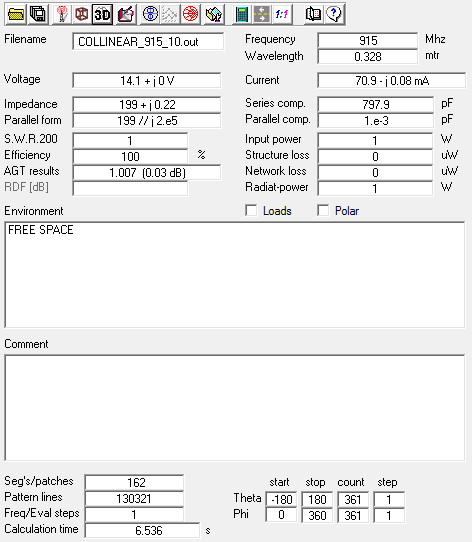 3D 1:1 ?
Filename COLLINEAR_915_10.out Frequency 915 Mhz
Wavelength 0.328 mtr
Voltage 14.1 + j 0 V Current 70.9 - j 0.08 mA
Impedance 199 + j 0.22 Series comp. 797.9 pF
Parallel form 199 // j 2.e5 Parallel comp. 1.e-3 pF
S.W.R.200 1 Input power 1 W
Efficiency 100 % Structure loss 0 uW
AGT results 1.007 (0.03 dB) Network loss 0 uW
RDF [dB] Radiat-power 1 W
Environment Loads Polar
FREE SPACE
Comment
Seg's/patches 162 start stop count step
Pattern lines 130321 Theta -180 180 361 1
Freq/Eval steps 1 Phi 0 360 361 1
Calculation time 6.536 s